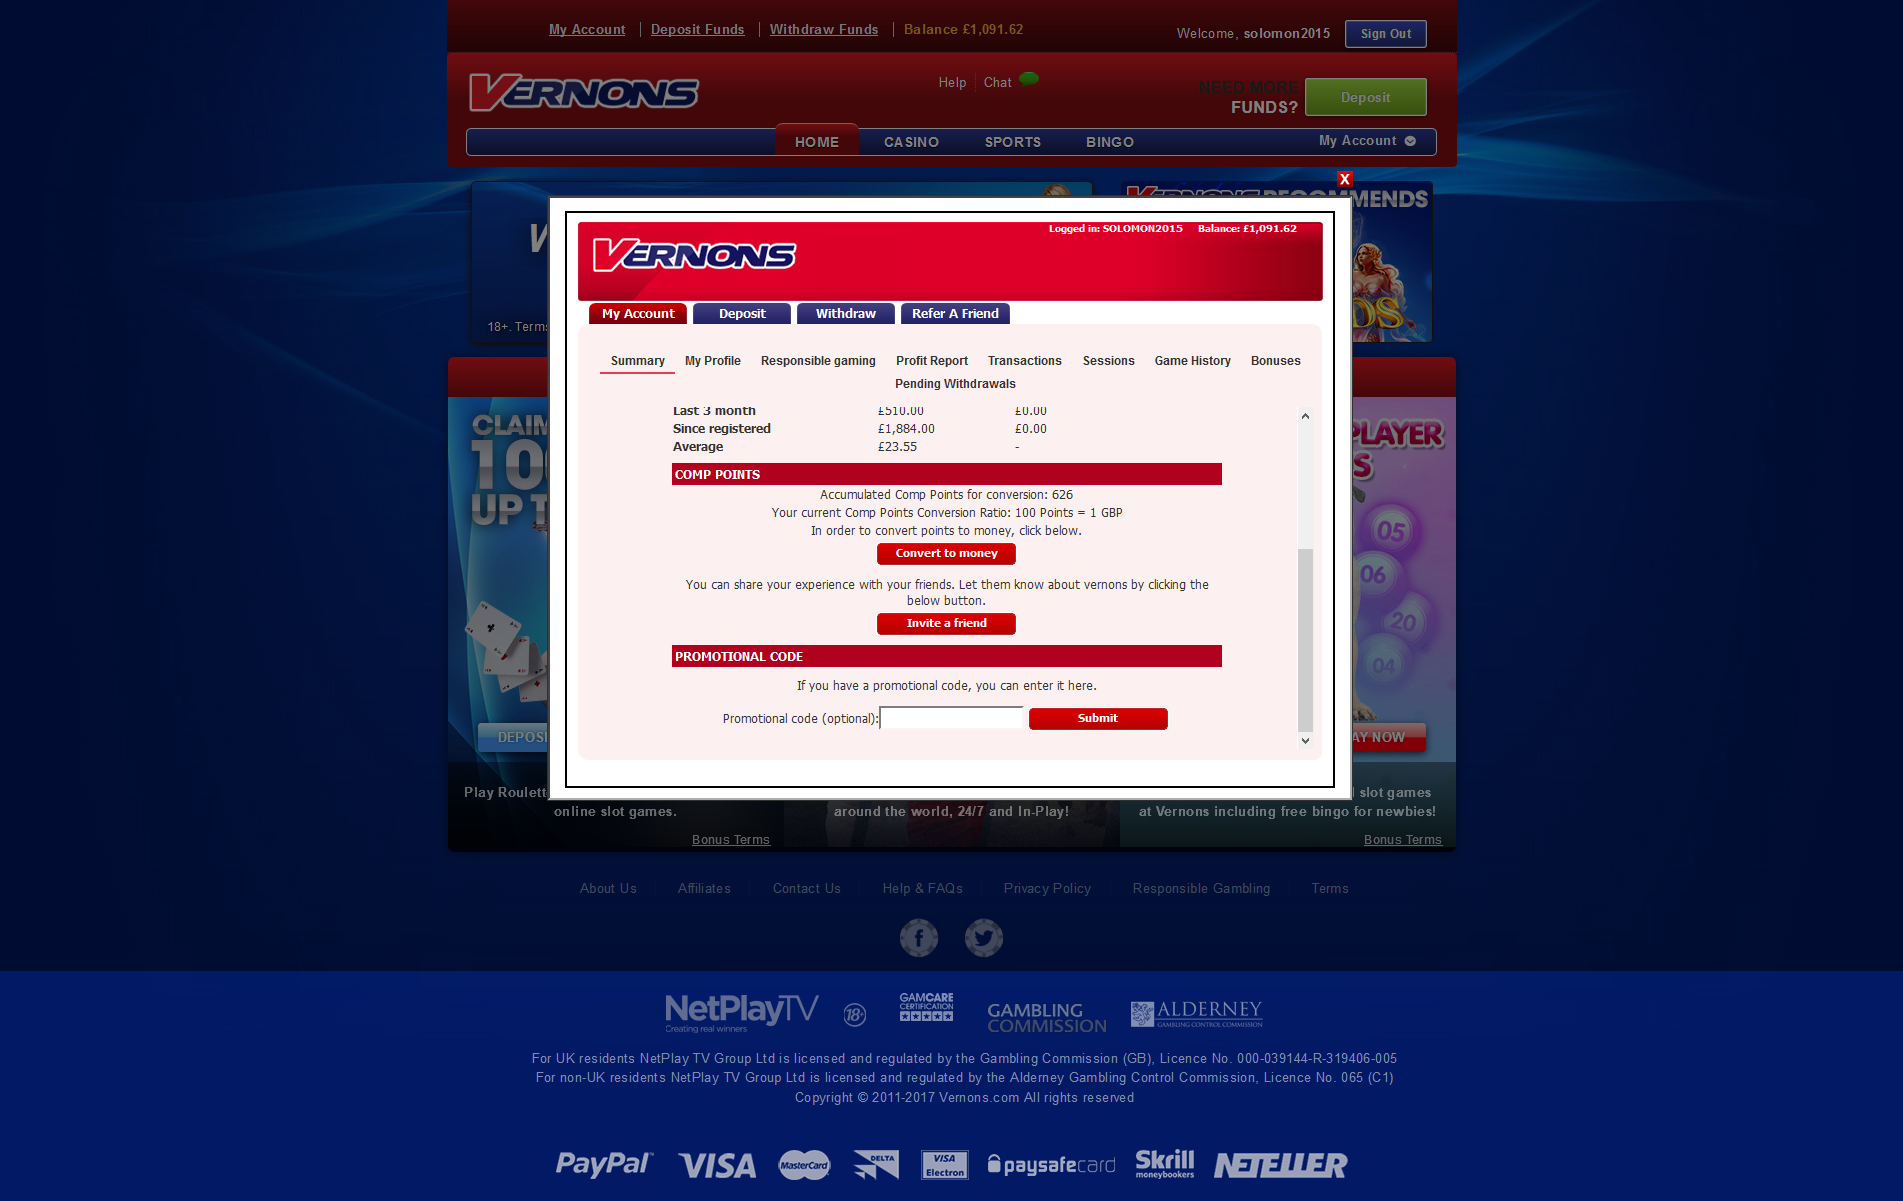 My Account | Deposit Funds | Withdraw Funds | Balance £1,091.62
Welcome, solomon2015
Sign Out
VERNONS
Help
Chat
NEED MORE
FUNDS?
Deposit
HOME
CASINO
SPORTS
BINGO
My Account
VERNONS RECOMMENDS
X
Logged in: SOLOMON2015 Balance: £1,091.62
VERNONS
My Account
Deposit
Withdraw
Refer A Friend
Summary
My Profile
Responsible gaming
Profit Report
Transactions
Sessions
Game History
Bonuses
Pending Withdrawals
Last 3 month £510.00 £0.00
Since registered £1,884.00 £0.00
Average £23.55 -
COMP POINTS
Accumulated Comp Points for conversion: 626
Your current Comp Points Conversion Ratio: 100 Points = 1 GBP
In order to convert points to money, click below.
Convert to money
You can share your experience with your friends. Let them know about vernons by clicking the
below button.
Invite a friend
PROMOTIONAL CODE
If you have a promotional code, you can enter it here.
Promotional code (optional):
Submit
18+.
CLAIM
UP
PLAYER
05
06
20
04
NOW
Play
online slot games.
Bonus Terms
around the world, 24/7 and In-Play!
slot games
at Vernons including free bingo for newbies!
Bonus Terms
About Us
Affiliates
Contact Us
Help & FAQs
Privacy Policy
Responsible Gambling
Terms
NetPlayTV
Creating real winners
18+
GAMCARE
CERTIFICATION
GAMBLING
COMMISSION
ALDERNEY
GAMBLING CONTROL COMMISSION
For UK residents NetPlay TV Group Ltd is licensed and regulated by the Gambling Commission (GB), Licence No. 000-039144-R-319406-005
For non-UK residents NetPlay TV Group Ltd is licensed and regulated by the Alderney Gambling Control Commission, Licence No. 065 (C1)
Copyright © 2011-2017 Vernons.com All rights reserved
PayPal
VISA
MasterCard
DELTA
VISA
Electron
paysafecard
Skrill
moneybookers
NETELLER